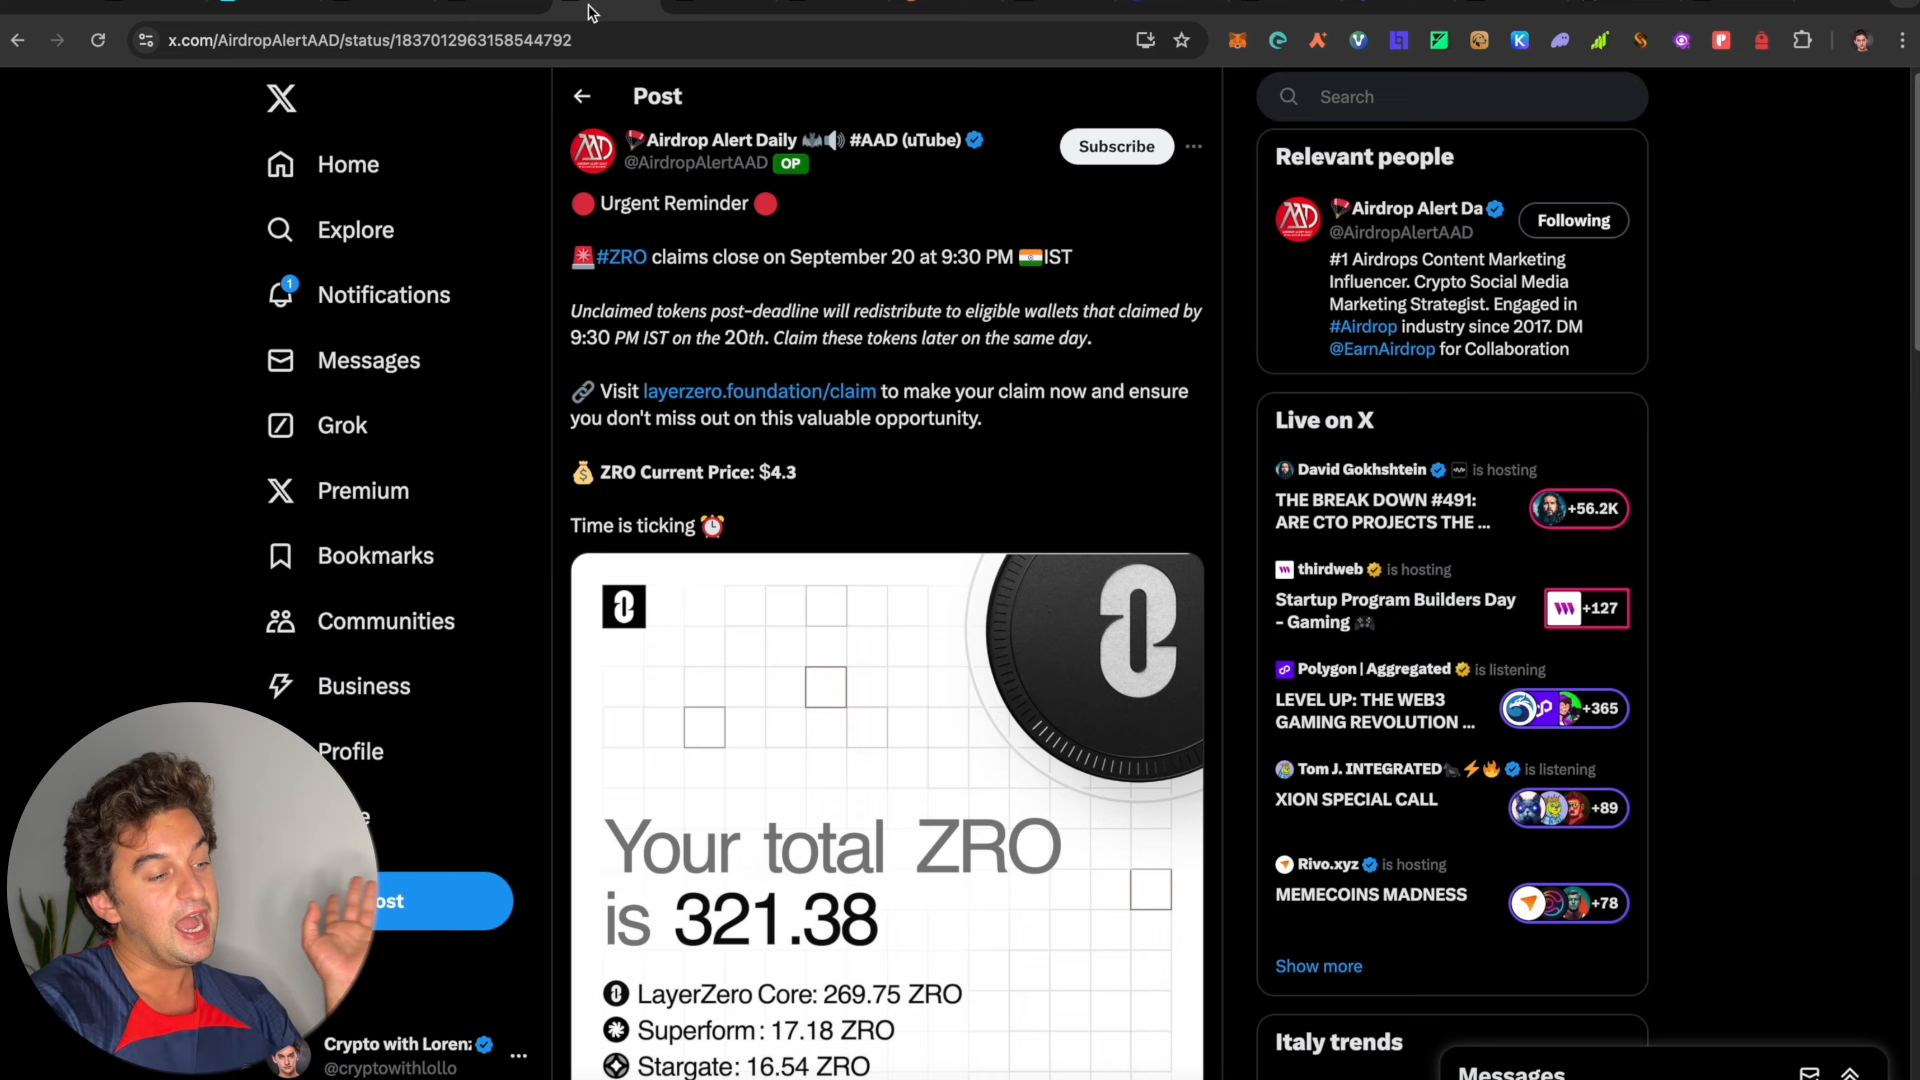 x.com/AirdropAlertAAD/status/1837012963158544792
Home
Explore
1
Notifications
Messages
Grok
Premium
Bookmarks
Communities
Business
Profile
ost
Crypto with Loren
@cryptowithlollo
Post
Airdrop Alert Daily #AAD (uTube)
@AirdropAlertAAD OP
Subscribe
Urgent Reminder
#ZRO claims close on September 20 at 9:30 PM IST
Unclaimed tokens post-deadline will redistribute to eligible wallets that claimed by
9:30 PM IST on the 20th. Claim these tokens later on the same day.
Visit layerzero.foundation/claim to make your claim now and ensure
you don't miss out on this valuable opportunity.
ZRO Current Price: $4.3
Time is ticking
Your total ZRO
is 321.38
LayerZero Core: 269.75 ZRO
Superform: 17.18 ZRO
Stargate: 16.54 ZRO
Search
Relevant people
Airdrop Alert Da
@AirdropAlertAAD
Following
#1 Airdrops Content Marketing
Influencer. Crypto Social Media
Marketing Strategist. Engaged in
#Airdrop industry since 2017. DM
@EarnAirdrop for Collaboration
Live on X
David Gokhshtein is hosting
THE BREAK DOWN #491:
ARE CTO PROJECTS THE ...
+56.2K
thirdweb is hosting
Startup Program Builders Day
- Gaming
+127
Polygon | Aggregated is listening
LEVEL UP: THE WEB3
GAMING REVOLUTION ...
+365
Tom J. INTEGRATED is listening
XION SPECIAL CALL
+89
Rivo.xyz is hosting
MEMECOINS MADNESS
+78
Show more
Italy trends
Messages